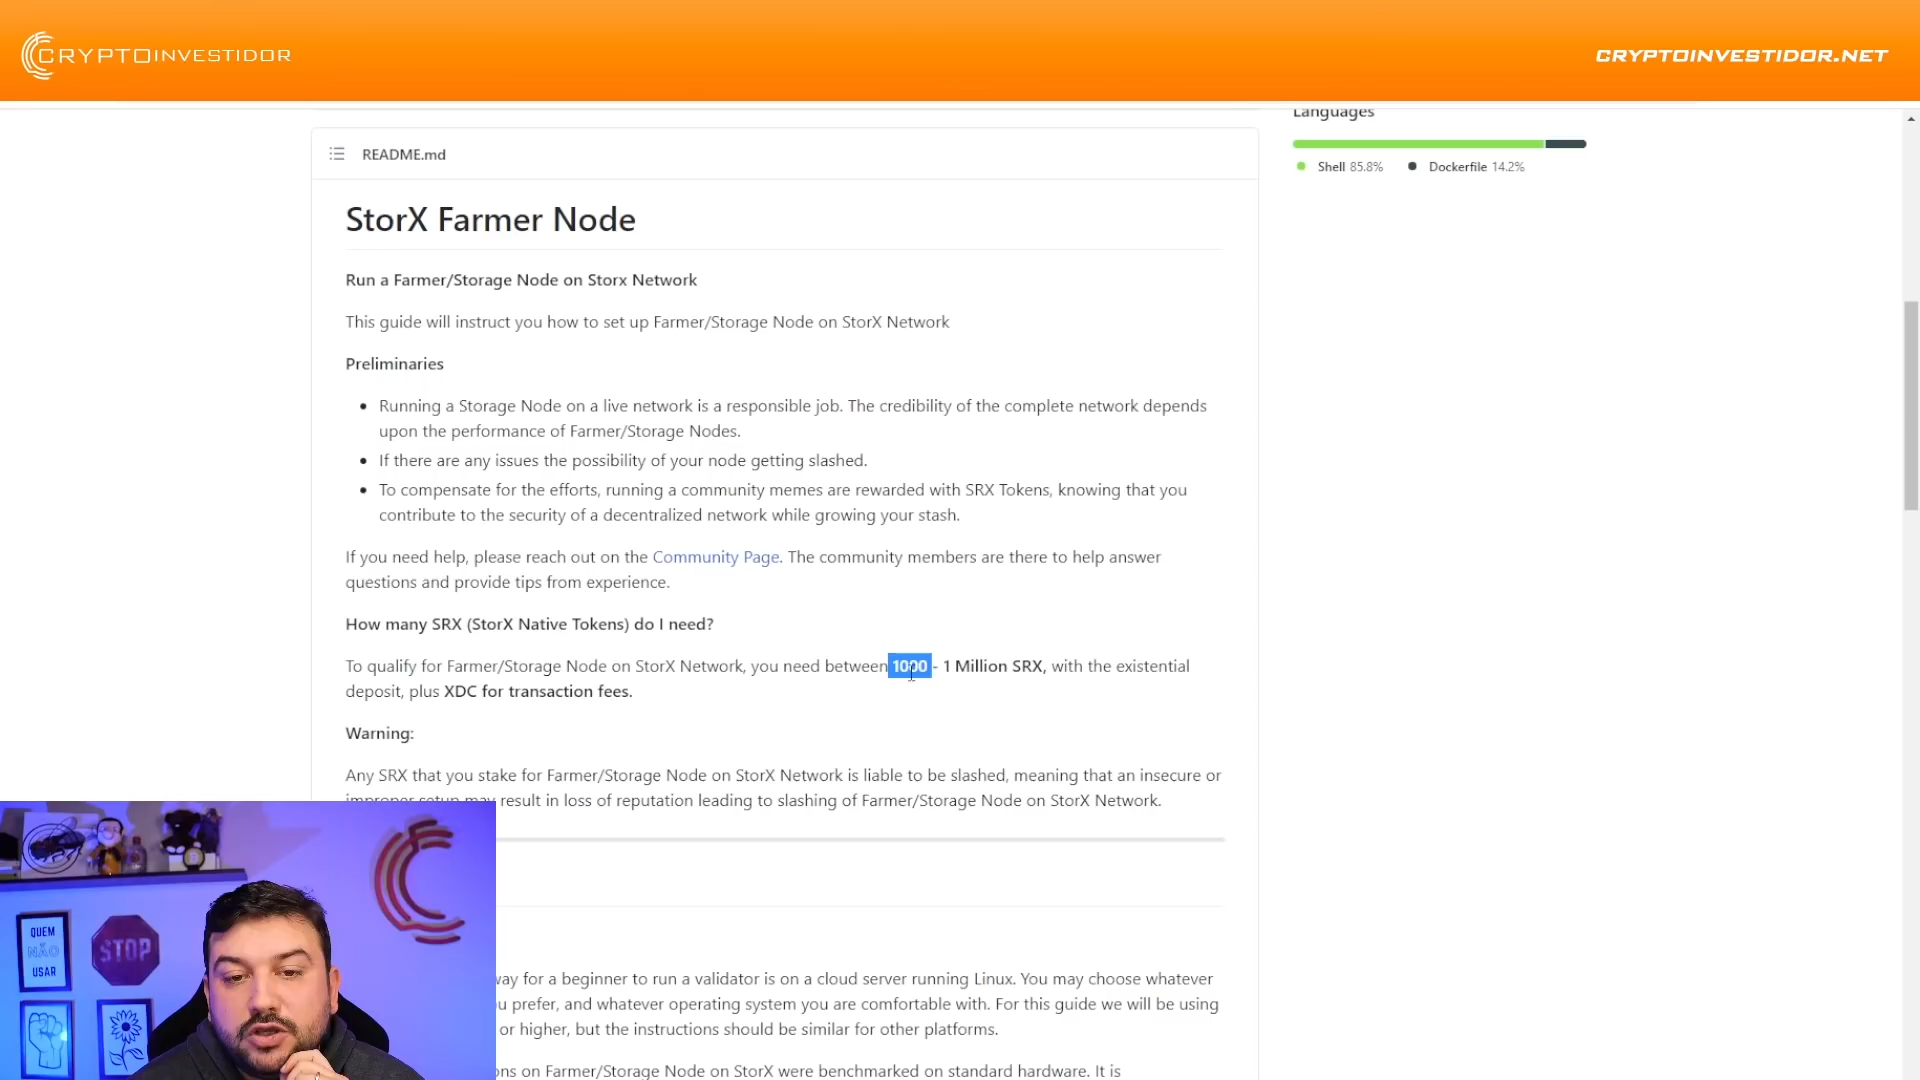 CRYPTOINVESTIDOR
CRYPTOINVESTIDOR.NET
Languages
Shell 85.8%
Dockerfile 14.2%
README.md
StorX Farmer Node
Run a Farmer/Storage Node on Storx Network
This guide will instruct you how to set up Farmer/Storage Node on StorX Network
Preliminaries
Running a Storage Node on a live network is a responsible job. The credibility of the complete network depends
upon the performance of Farmer/Storage Nodes.
If there are any issues the possibility of your node getting slashed.
To compensate for the efforts, running a community memes are rewarded with SRX Tokens, knowing that you
contribute to the security of a decentralized network while growing your stash.
If you need help, please reach out on the Community Page. The community members are there to help answer
questions and provide tips from experience.
How many SRX (StorX Native Tokens) do I need?
To qualify for Farmer/Storage Node on StorX Network, you need between 1000 - 1 Million SRX, with the existential
deposit, plus XDC for transaction fees.
Warning:
Any SRX that you stake for Farmer/Storage Node on StorX Network is liable to be slashed, meaning that an insecure or
improper setup may result in loss of reputation leading to slashing of Farmer/Storage Node on StorX Network.
way for a beginner to run a validator is on a cloud server running Linux. You may choose whatever
prefer, and whatever operating system you are comfortable with. For this guide we will be using
or higher, but the instructions should be similar for other platforms.
on Farmer/Storage Node on StorX were benchmarked on standard hardware. It is
QUEM
NÃO
USAR
STOP